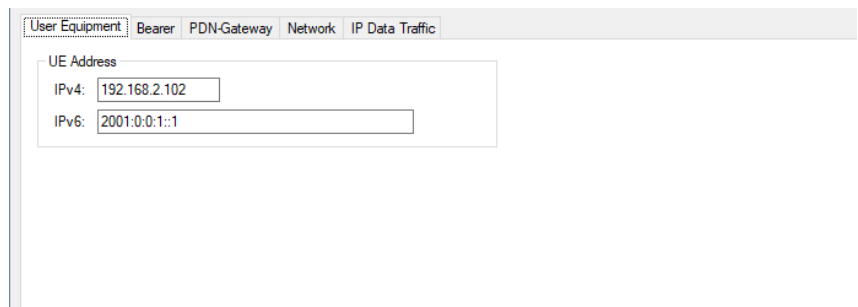 User Equipment Bearer PDN-Gateway Network IP Data Traffic
UE Address
IPv4: 192.168.2.102
IPv6: 2001:0:0:1::1